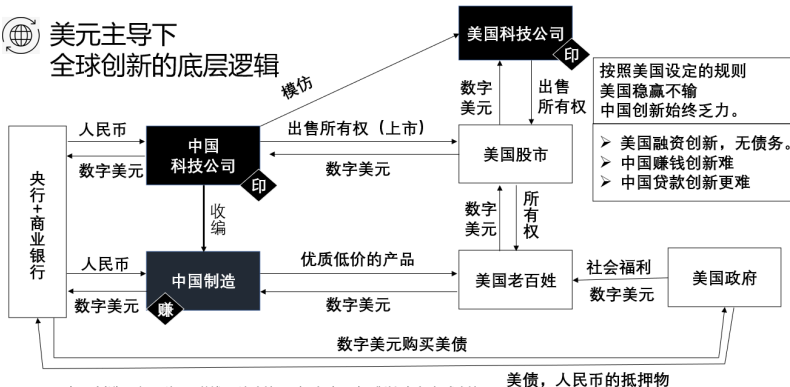 美元主导下
全球创新的底层逻辑
美国科技公司
印
模仿
数字
美元
出售
所有权
按照美国设定的规则
美国稳赢不输
中国创新始终乏力。
➢ 美国融资创新，无债务。
➢ 中国赚钱创新难
➢ 中国贷款创新更难
人民币
数字美元
中国
科技公司
印
出售所有权（上市）
数字美元
美国股市
央行+商业银行
收编
数字
美元
所有权
人民币
数字美元
中国制造
赚
优质低价的产品
数字美元
美国老百姓
社会福利
数字美元
美国政府
数字美元购买美债
美债，人民币的抵押物